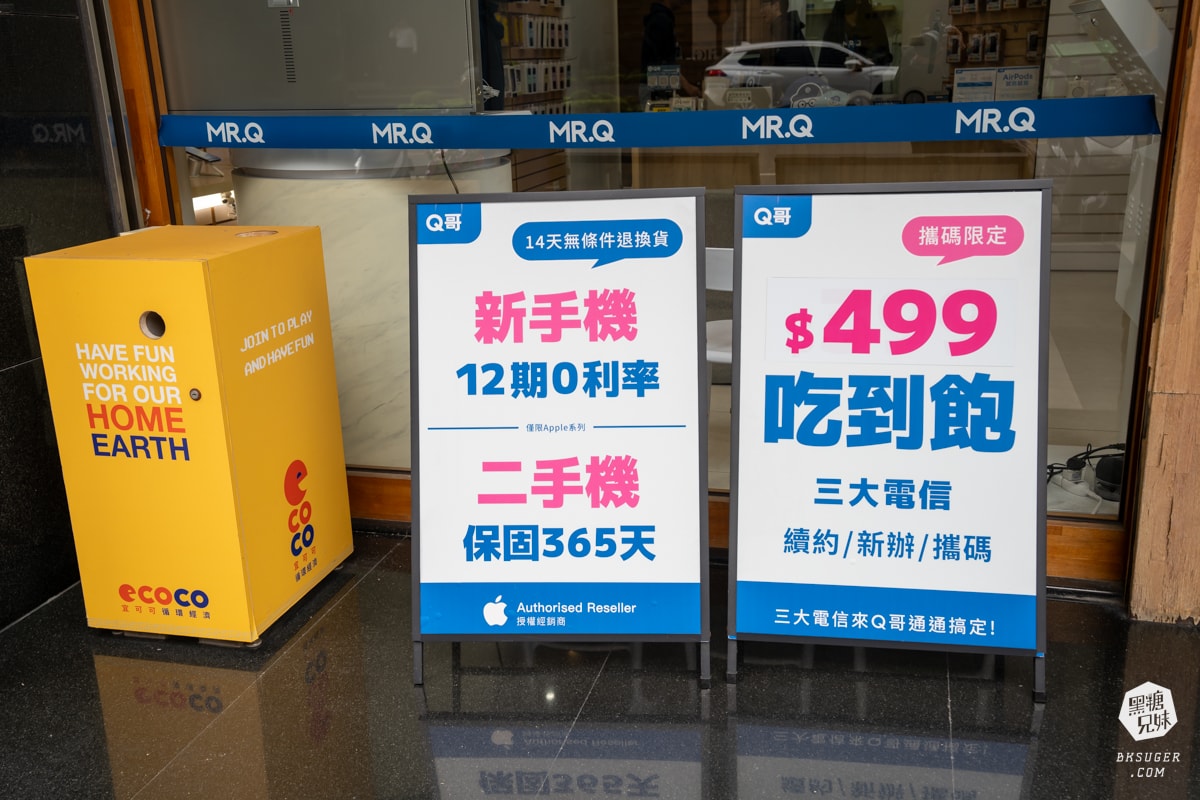 MR.Q
MR.Q
MR.Q
MR.Q
MR.Q
AirPods
HAVE FUN
WORKING
FOR OUR
HOME
EARTH
JOIN TO PLAY
AND HAVE FUN
ecoco
宜可可
循環經濟
ecoco
宜可可循環經濟
Q哥
14天無條件退換貨
新手機
12期0利率
僅限Apple系列
二手機
保固365天
Authorised Reseller
授權經銷商
Q哥
攜碼限定
$499
吃到飽
三大電信
續約/新辦/攜碼
三大電信來Q哥通通搞定!
黑糖
兄妹
BKSUGER
.COM